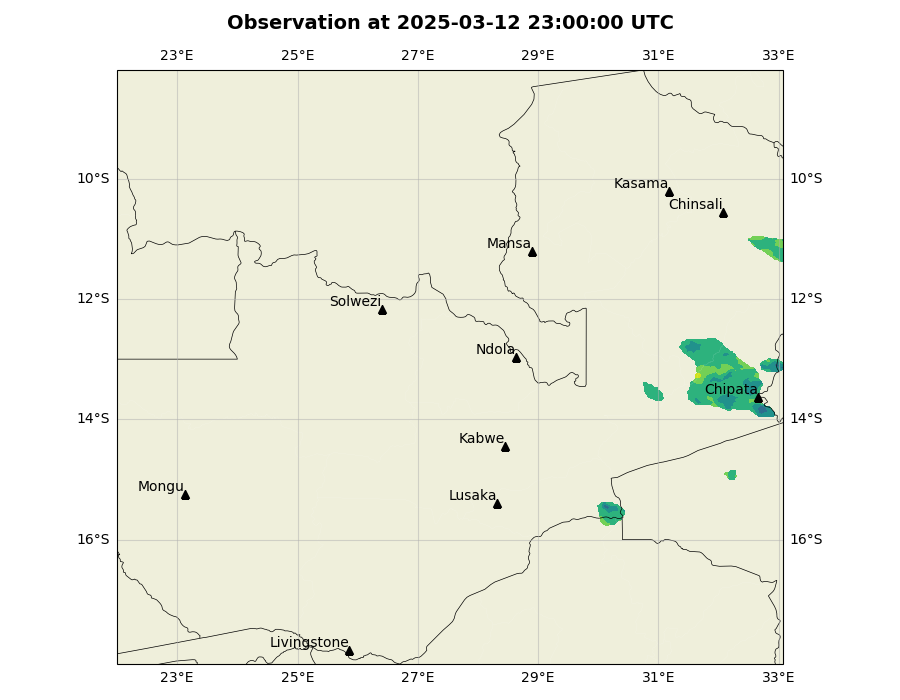 Observation at 2025-03-12 23:00:00 UTC
23°E 25°E 27°E 29°E 31°E 33°E
10°S 10°S
Kasama
Chinsali
Mansa
12°S 12°S
Solwezi
Ndola
Chipata
14°S 14°S
Kabwe
Mongu
Lusaka
16°S 16°S
Livingstone
23°E 25°E 27°E 29°E 31°E 33°E